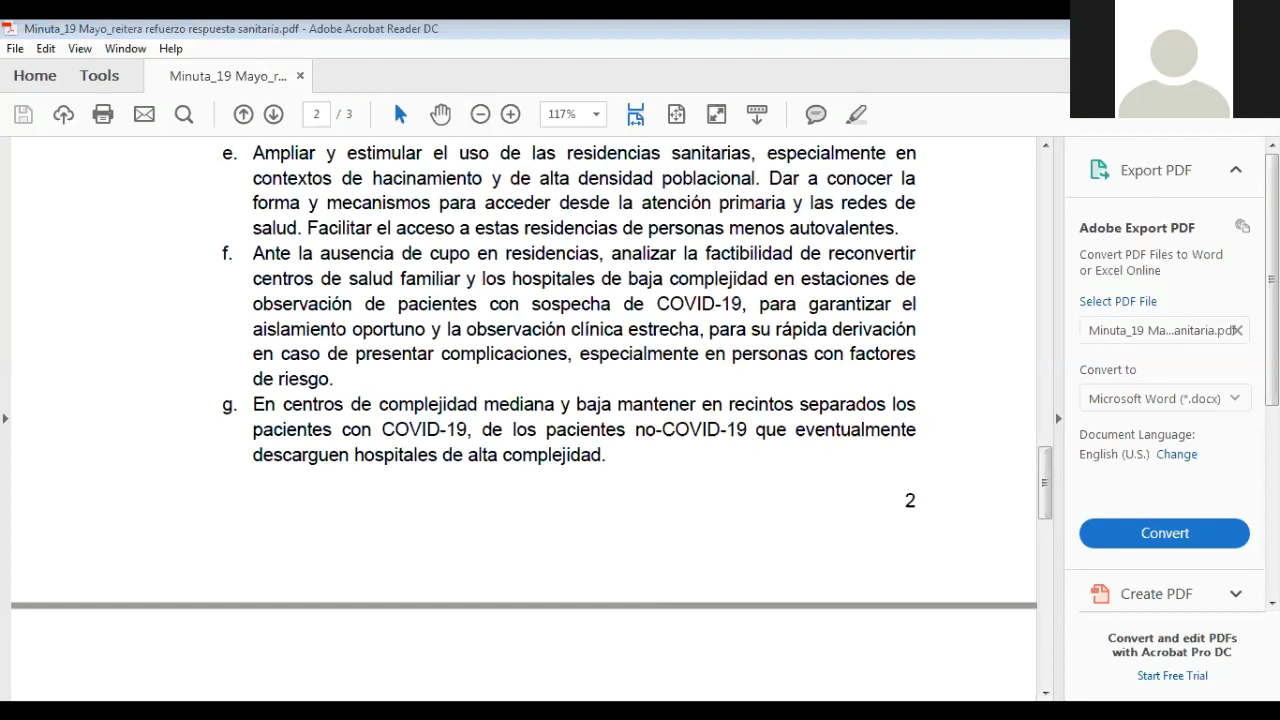 Minuta_19 Mayo_reitera refuerzo respuesta sanitaria.pdf - Adobe Acrobat Reader DC
File Edit View Window Help
Home Tools Minuta_19 Mayo_r... ×
2 / 3 117%
e. Ampliar y estimular el uso de las residencias sanitarias, especialmente en
contextos de hacinamiento y de alta densidad poblacional. Dar a conocer la
forma y mecanismos para acceder desde la atención primaria y las redes de
salud. Facilitar el acceso a estas residencias de personas menos autovalentes.
f. Ante la ausencia de cupo en residencias, analizar la factibilidad de reconvertir
centros de salud familiar y los hospitales de baja complejidad en estaciones de
observación de pacientes con sospecha de COVID-19, para garantizar el
aislamiento oportuno y la observación clínica estrecha, para su rápida derivación
en caso de presentar complicaciones, especialmente en personas con factores
de riesgo.
g. En centros de complejidad mediana y baja mantener en recintos separados los
pacientes con COVID-19, de los pacientes no-COVID-19 que eventualmente
descarguen hospitales de alta complejidad.
2
Export PDF
Adobe Export PDF
Convert PDF Files to Word
or Excel Online
Select PDF File
Minuta_19 Ma...anitaria.pdf
Convert to
Microsoft Word (*.docx)
Document Language:
English (U.S.) Change
Convert
Create PDF
Convert and edit PDFs
with Acrobat Pro DC
Start Free Trial